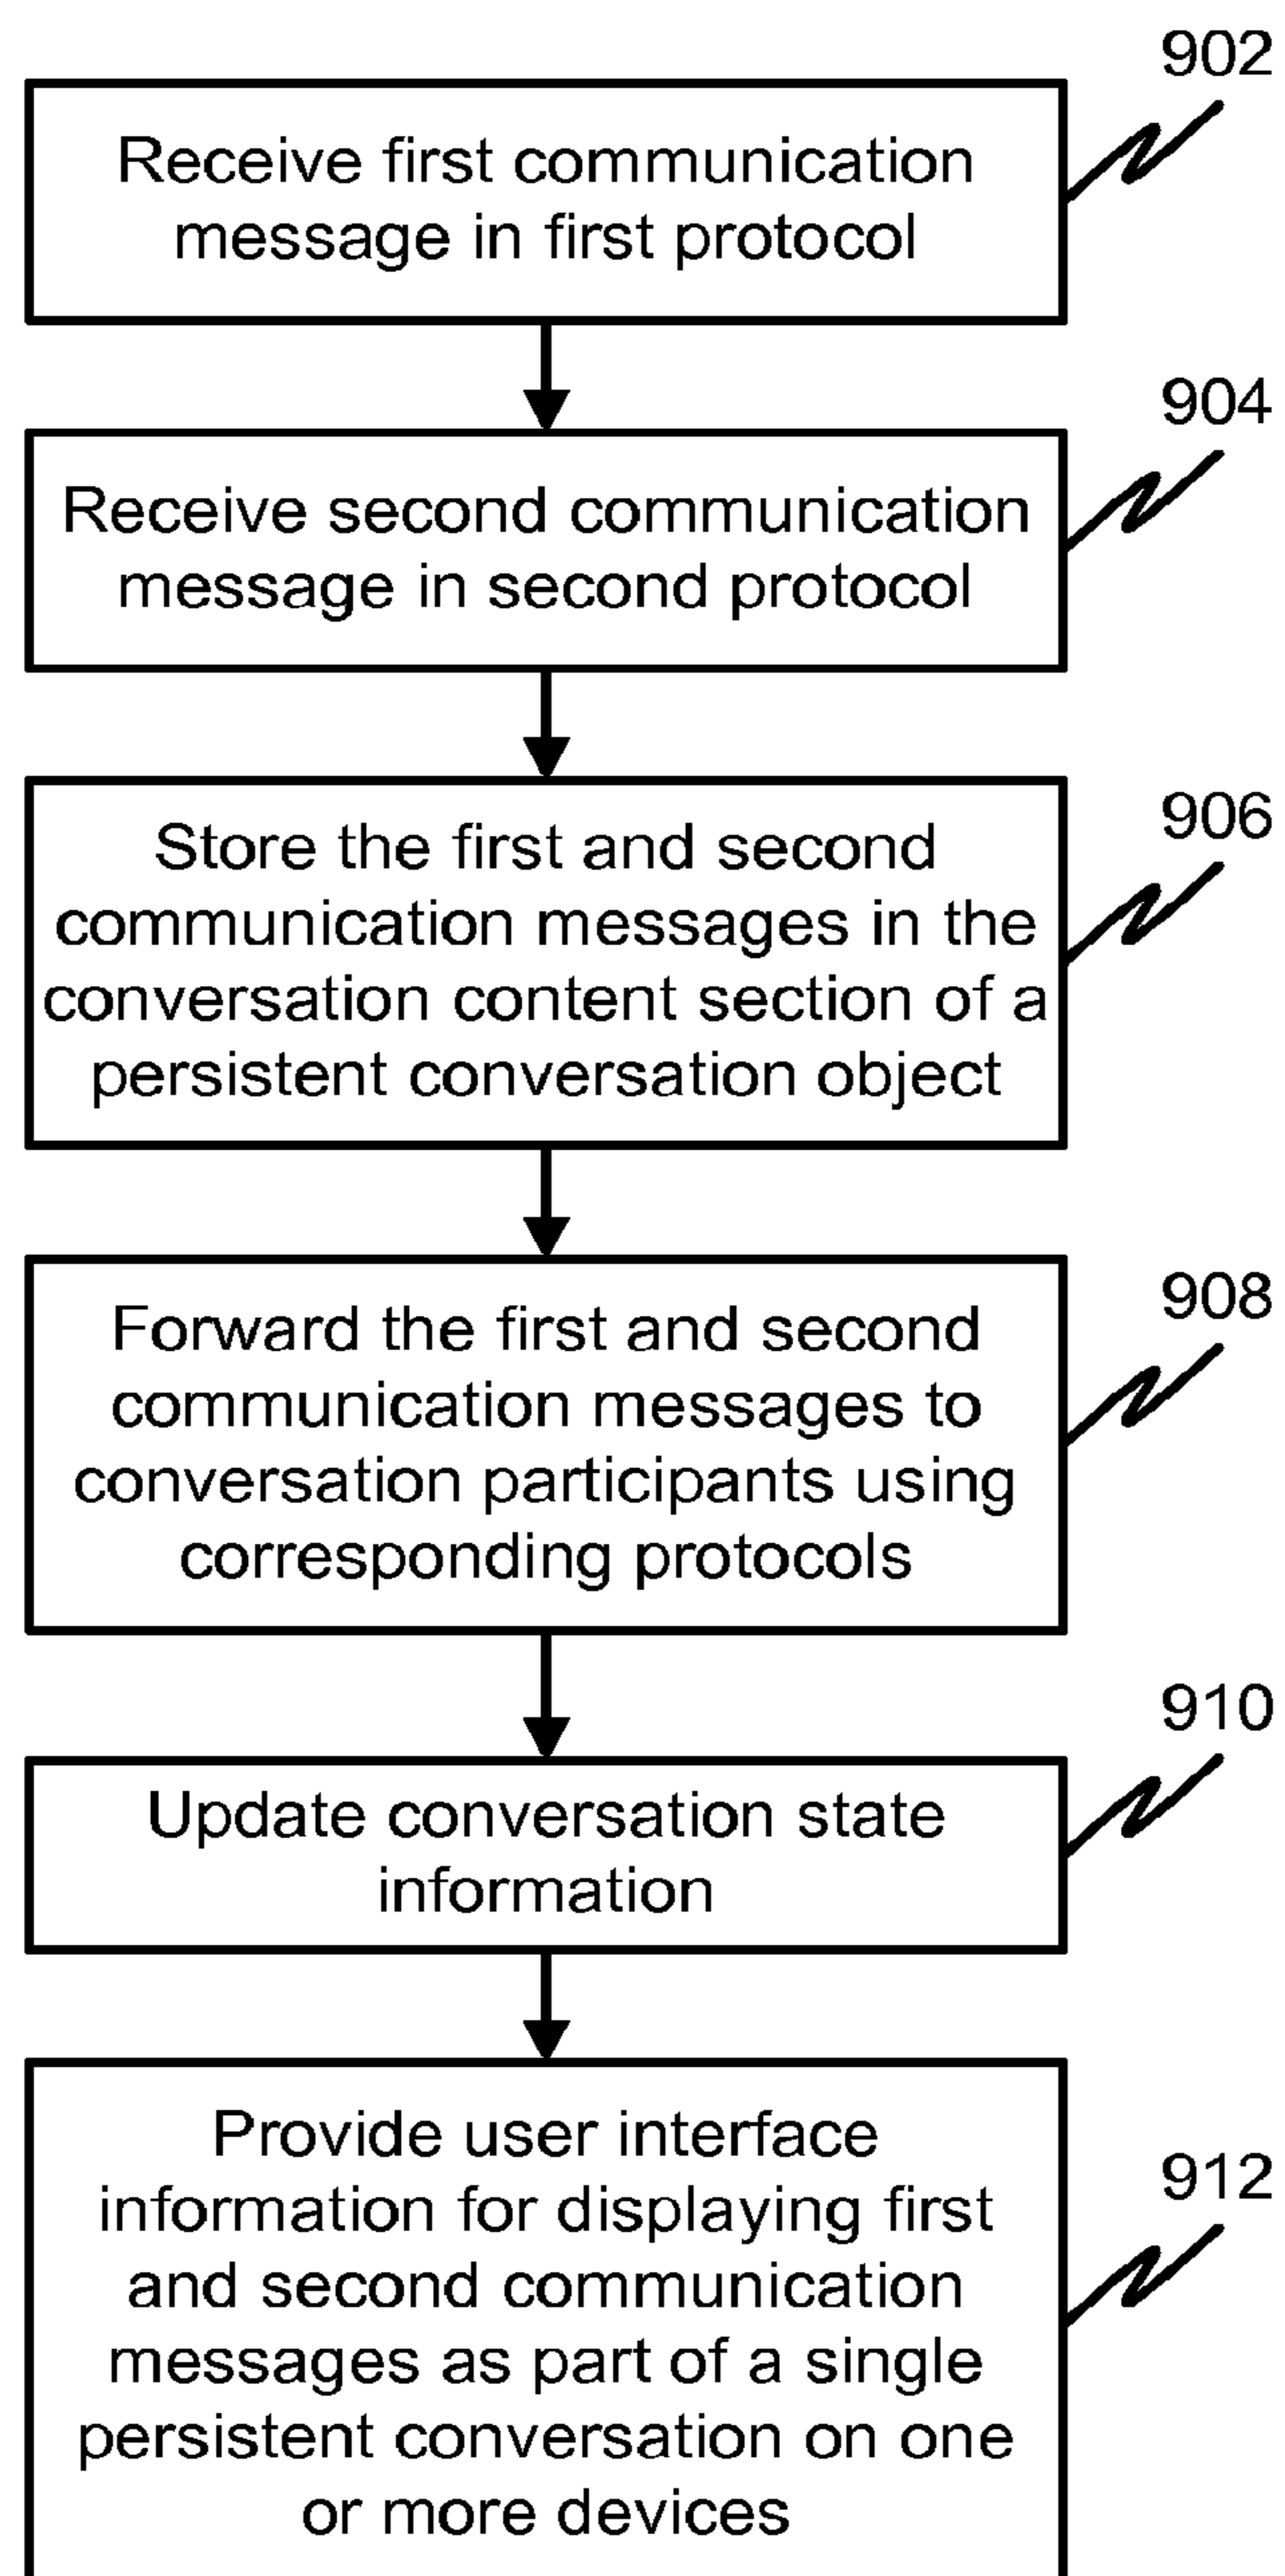 902
Receive first communication
message in first protocol
904
Receive second communication
message in second protocol
906
Store the first and second
communication messages in the
conversation content section of a
persistent conversation object
908
Forward the first and second
communication messages to
conversation participants using
corresponding protocols
910
Update conversation state
information
912
Provide user interface
information for displaying first
and second communication
messages as part of a single
persistent conversation on one
or more devices